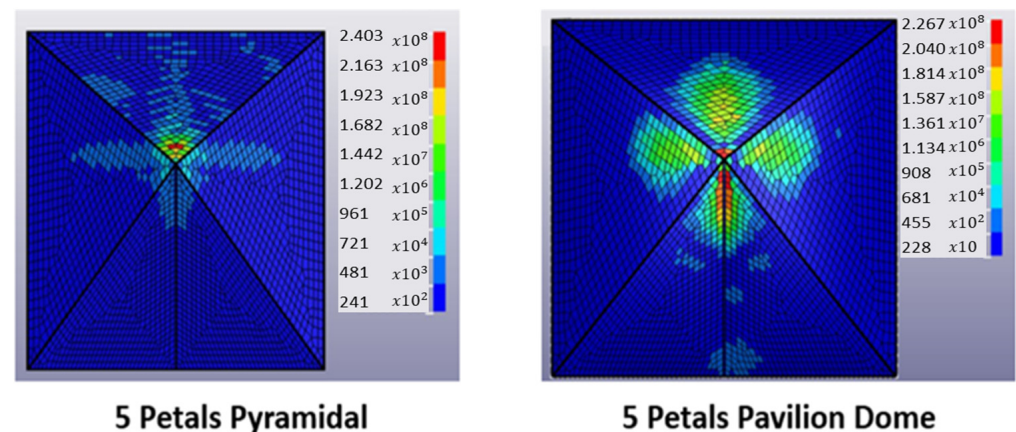 2.403 x10⁸
2.163 x10⁸
1.923 x10⁸
1.682 x10⁸
1.442 x10⁷
1.202 x10⁶
961 x10⁵
721 x10⁴
481 x10³
241 x10²
5 Petals Pyramidal
2.267 x10⁸
2.040 x10⁸
1.814 x10⁸
1.587 x10⁸
1.361 x10⁷
1.134 x10⁶
908 x10⁵
681 x10⁴
455 x10²
228 x10
5 Petals Pavilion Dome